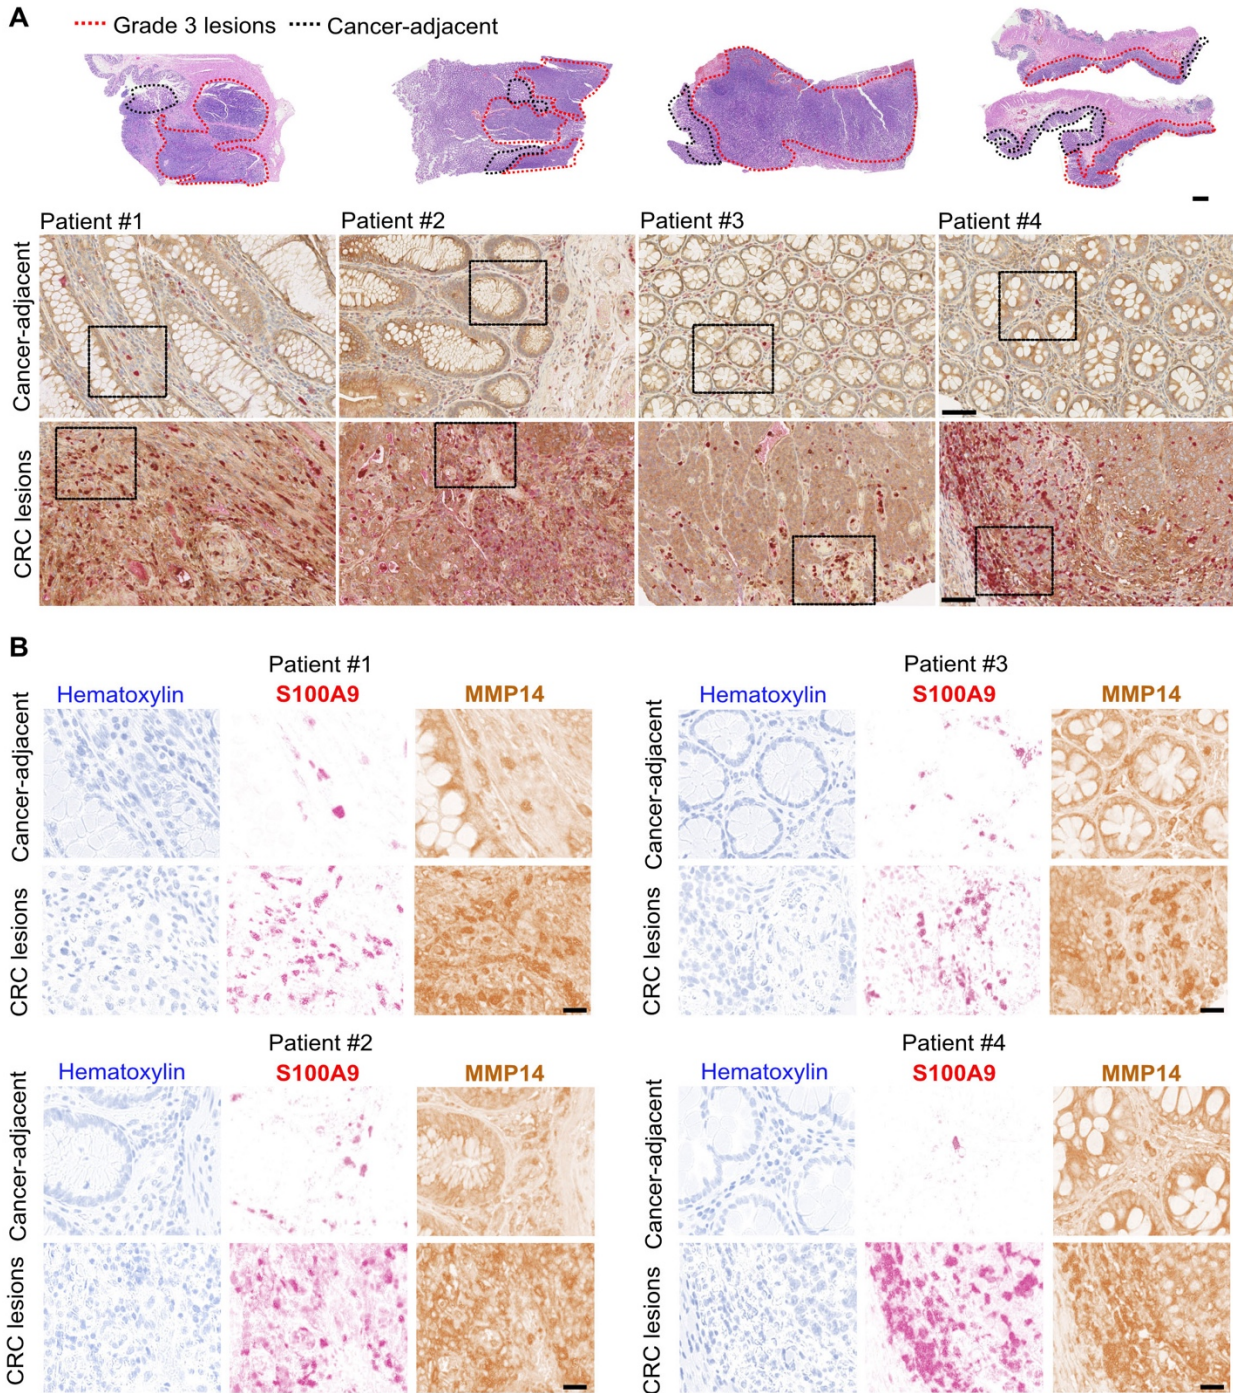 A
Grade 3 lesions Cancer-adjacent
Patient #1 Patient #2 Patient #3 Patient #4
Cancer-adjacent
CRC lesions
B
Patient #1
Hematoxylin S100A9 MMP14
Cancer-adjacent
CRC lesions
Patient #3
Hematoxylin S100A9 MMP14
Cancer-adjacent
CRC lesions
Patient #2
Hematoxylin S100A9 MMP14
Cancer-adjacent
CRC lesions
Patient #4
Hematoxylin S100A9 MMP14
Cancer-adjacent
CRC lesions